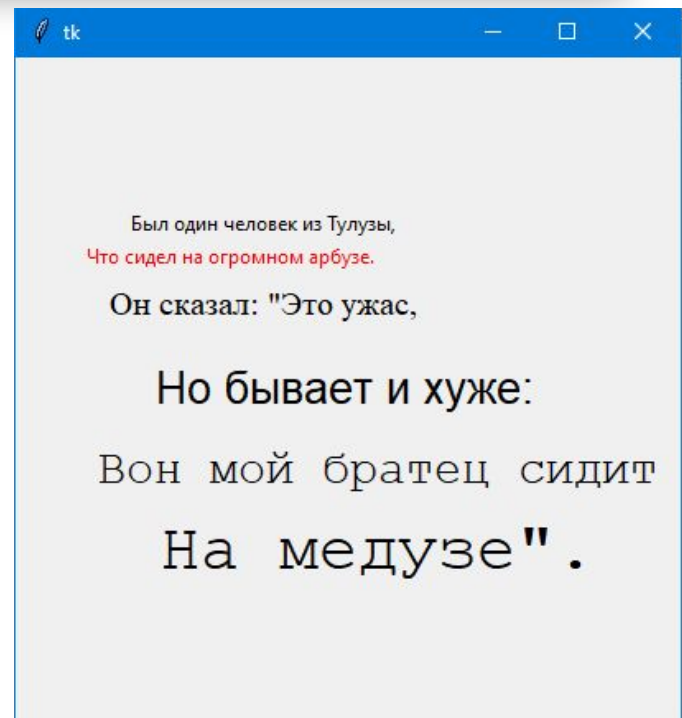 tk
Был один человек из Тулузы,
Что сидел на огромном арбузе.
Он сказал: "Это ужас,
Но бывает и хуже:
Вон мой братец сидит
На медузе".